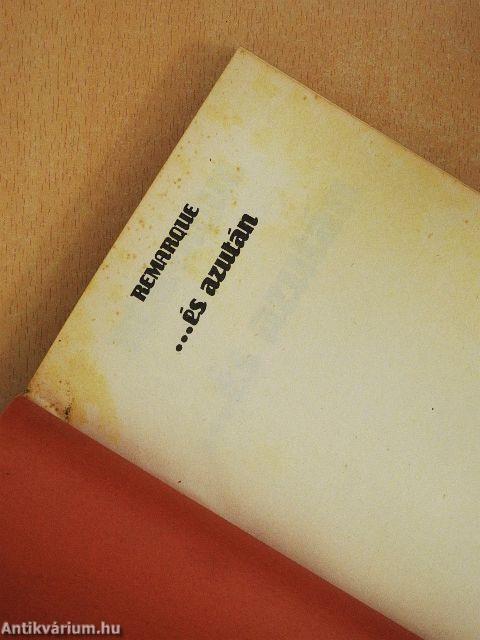 REMARQUE
...és azután
Antikvárium.hu